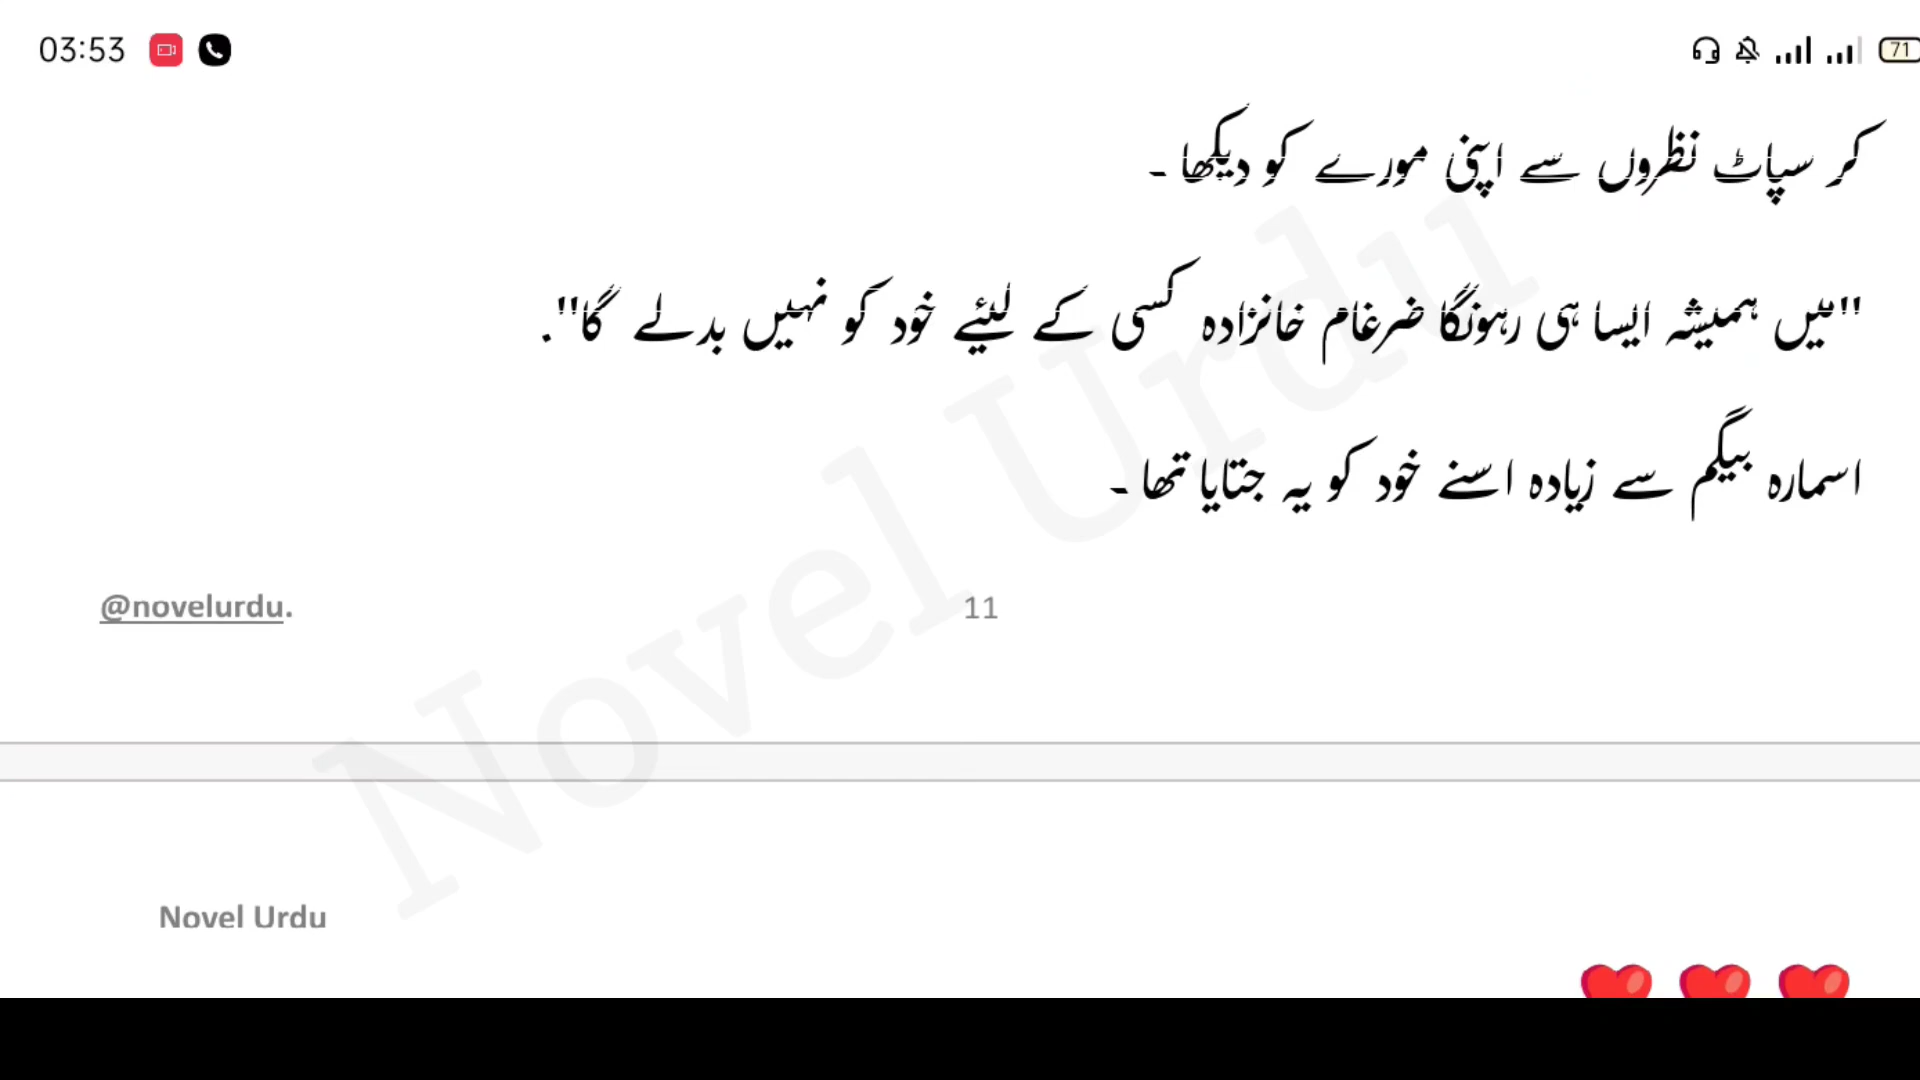 03:53
71
کر سپاٹ نظروں سے اپنی مورے کو دیکھا ۔
"میں ہمیشہ ایسا ہی رہونگا ضرغام خانزادہ کسی کے لئیے خود کو نہیں بدلے گا".
اسمارہ بیگم سے زیادہ اسنے خود کو یہ جتایا تھا ۔
@novelurdu.
11
Novel Urdu
Novel Urdu